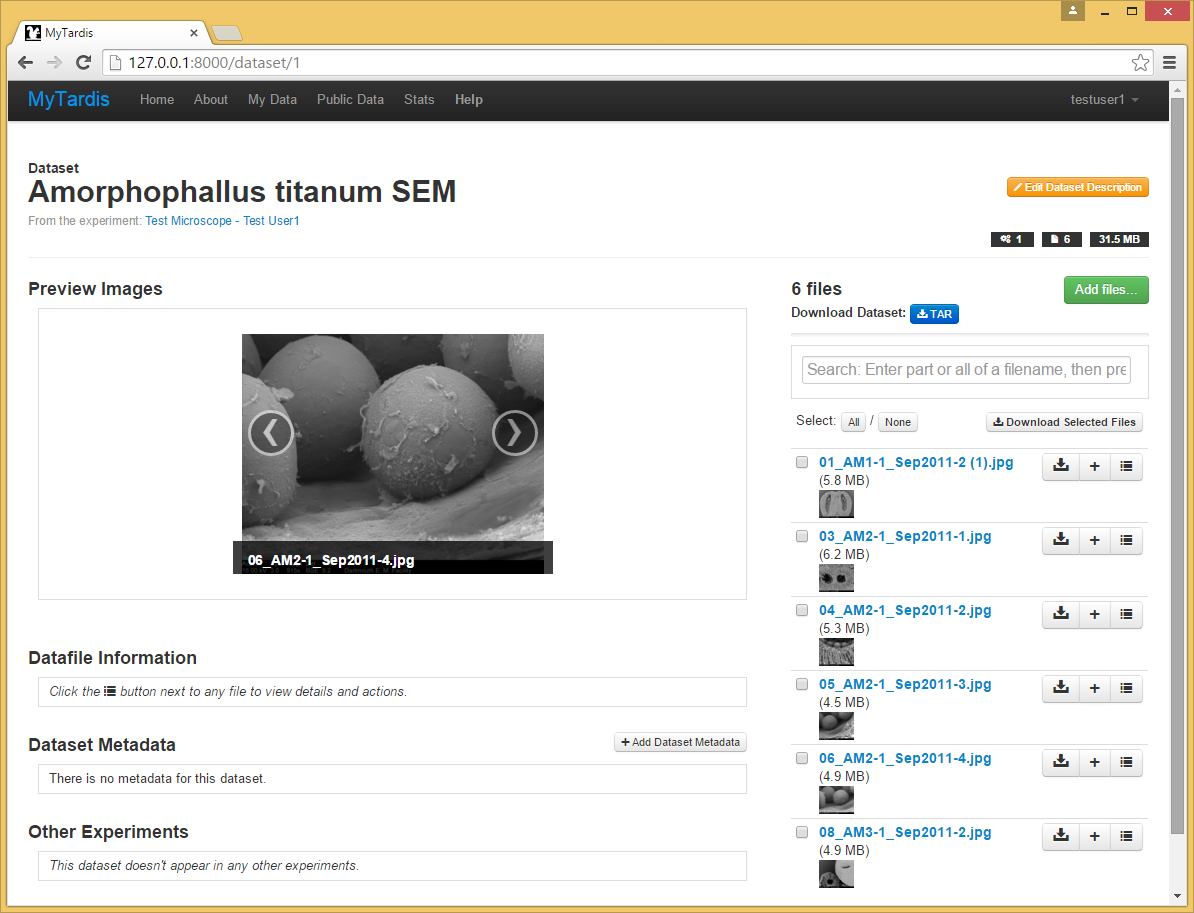 MyTardis
127.0.0.1:8000/dataset/1
MyTardis Home About My Data Public Data Stats Help testuser1
Dataset
Amorphophallus titanum SEM
Edit Dataset Description
From the experiment: Test Microscope - Test User1
1 6 31.5 MB
Preview Images
06_AM2-1_Sep2011-4.jpg
6 files
Add files...
Download Dataset: TAR
Search: Enter part or all of a filename, then pre
Select: All / None Download Selected Files
01_AM1-1_Sep2011-2 (1).jpg
(5.8 MB)
03_AM2-1_Sep2011-1.jpg
(6.2 MB)
04_AM2-1_Sep2011-2.jpg
(5.3 MB)
05_AM2-1_Sep2011-3.jpg
(4.5 MB)
06_AM2-1_Sep2011-4.jpg
(4.9 MB)
08_AM3-1_Sep2011-2.jpg
(4.9 MB)
Datafile Information
Click the button next to any file to view details and actions.
Dataset Metadata
Add Dataset Metadata
There is no metadata for this dataset.
Other Experiments
This dataset doesn't appear in any other experiments.